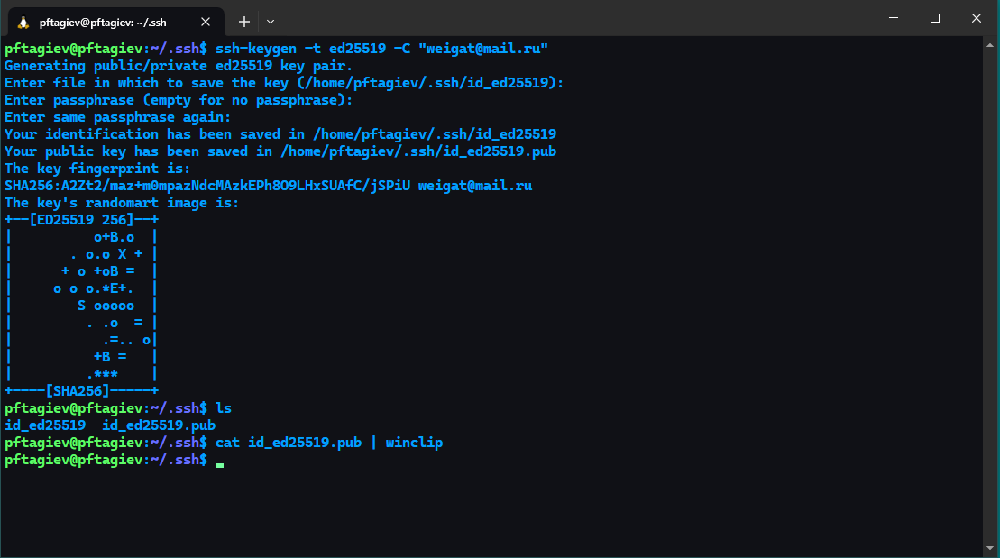 pftagiev@pftagiev: ~/.ssh
pftagiev@pftagiev:~/.ssh$ ssh-keygen -t ed25519 -C "weigat@mail.ru"
Generating public/private ed25519 key pair.
Enter file in which to save the key (/home/pftagiev/.ssh/id_ed25519):
Enter passphrase (empty for no passphrase):
Enter same passphrase again:
Your identification has been saved in /home/pftagiev/.ssh/id_ed25519
Your public key has been saved in /home/pftagiev/.ssh/id_ed25519.pub
The key fingerprint is:
SHA256:A2Zt2/maz+m0mpazNdcMAzkEPh8O9LHxSUAfC/jSPiU weigat@mail.ru
The key's randomart image is:
+--[ED25519 256]--+
|          o+B.o  |
|       . o.o X + |
|      + o +oB =  |
|     o o o.*E+.  |
|        S ooooo  |
|         . .o  = |
|           .=.. o|
|          +B =   |
|         .***    |
+----[SHA256]-----+
pftagiev@pftagiev:~/.ssh$ ls
id_ed25519  id_ed25519.pub
pftagiev@pftagiev:~/.ssh$ cat id_ed25519.pub | winclip
pftagiev@pftagiev:~/.ssh$